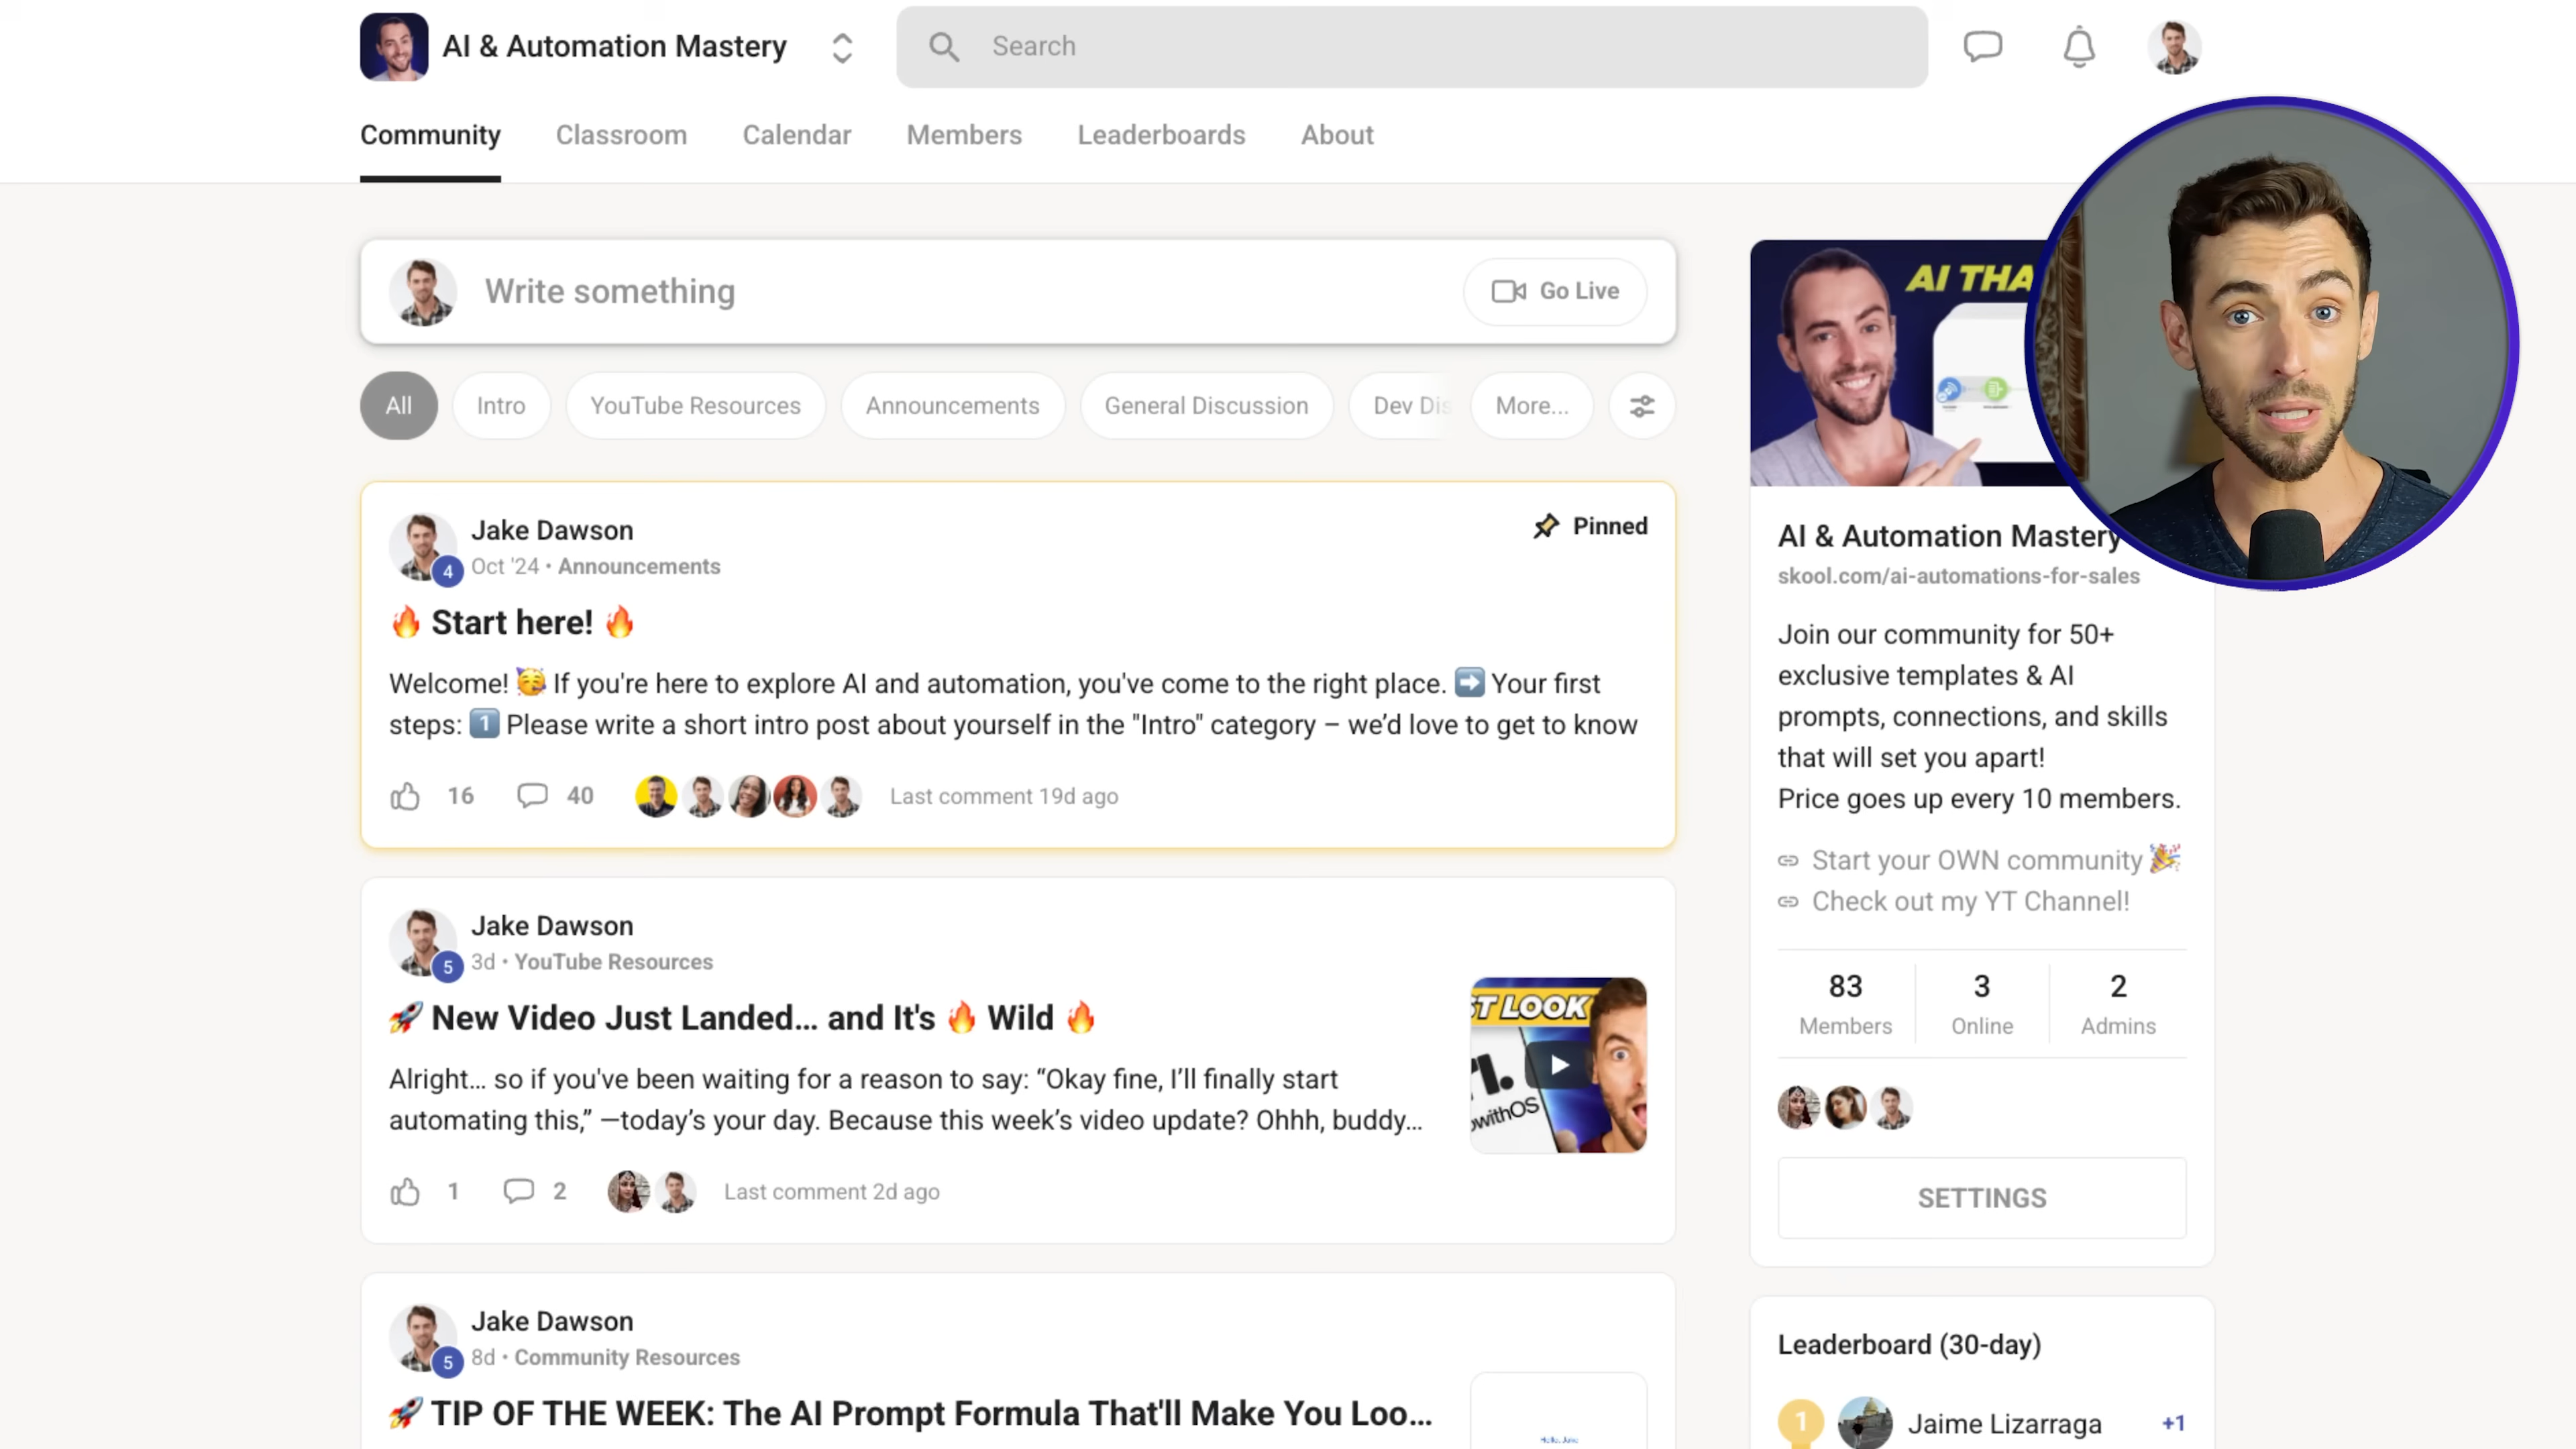 AI & Automation Mastery
Search
Community
Classroom
Calendar
Members
Leaderboards
About
Write something
Go Live
All
Intro
YouTube Resources
Announcements
General Discussion
Dev Dis
More...
Jake Dawson
Oct '24 • Announcements
Pinned
🔥 Start here! 🔥
Welcome! 🥳 If you're here to explore AI and automation, you've come to the right place. ➡️ Your first
steps: 1️⃣ Please write a short intro post about yourself in the "Intro" category – we’d love to get to know
16
40
Last comment 19d ago
4
Jake Dawson
3d • YouTube Resources
5
🚀 New Video Just Landed... and It's 🔥 Wild 🔥
Alright... so if you've been waiting for a reason to say: “Okay fine, I’ll finally start
automating this,” —today’s your day. Because this week’s video update? Ohhh, buddy...
ST LOOK
owithOS
1
2
Last comment 2d ago
Jake Dawson
8d • Community Resources
5
🚀 TIP OF THE WEEK: The AI Prompt Formula That'll Make You Loo...
Hello, Jake
AI THA
AI & Automation Mastery
skool.com/ai-automations-for-sales
Join our community for 50+
exclusive templates & AI
prompts, connections, and skills
that will set you apart!
Price goes up every 10 members.
Start your OWN community 🎉
Check out my YT Channel!
83
Members
3
Online
2
Admins
SETTINGS
Leaderboard (30-day)
1
Jaime Lizarraga
+1